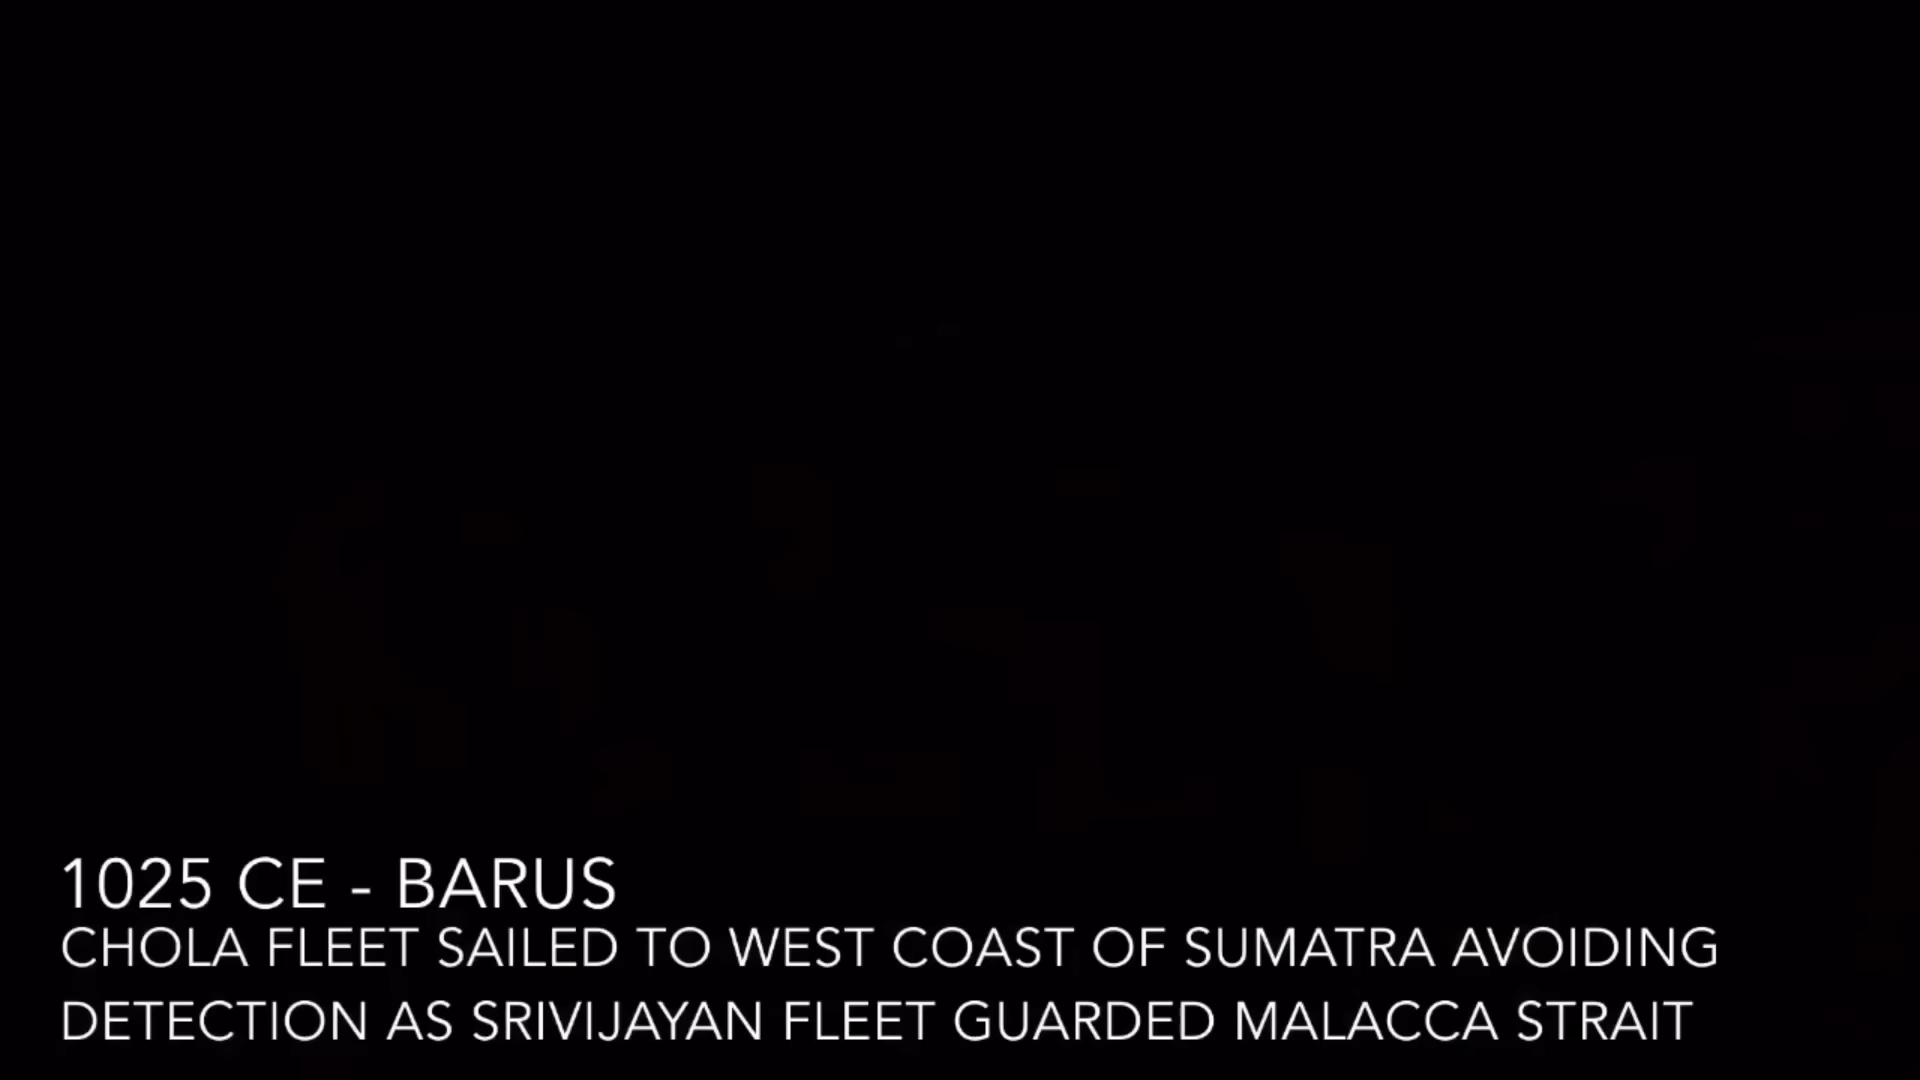 1025 CE - BARUS
CHOLA FLEET SAILED TO WEST COAST OF SUMATRA AVOIDING
DETECTION AS SRIVIJAYAN FLEET GUARDED MALACCA STRAIT